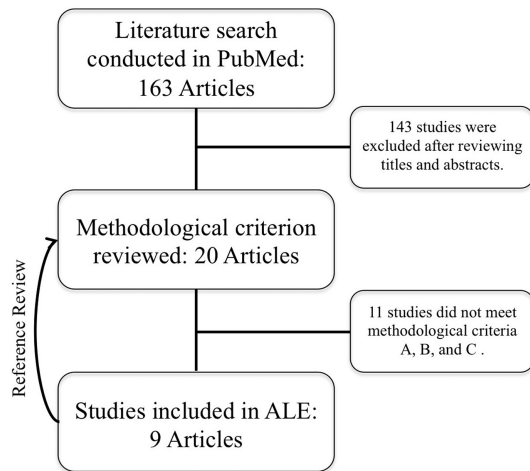 Literature search
conducted in PubMed:
163 Articles
143 studies were
excluded after reviewing
titles and abstracts.
Methodological criterion
reviewed: 20 Articles
Reference Review
11 studies did not meet
methodological criteria
A, B, and C .
Studies included in ALE:
9 Articles